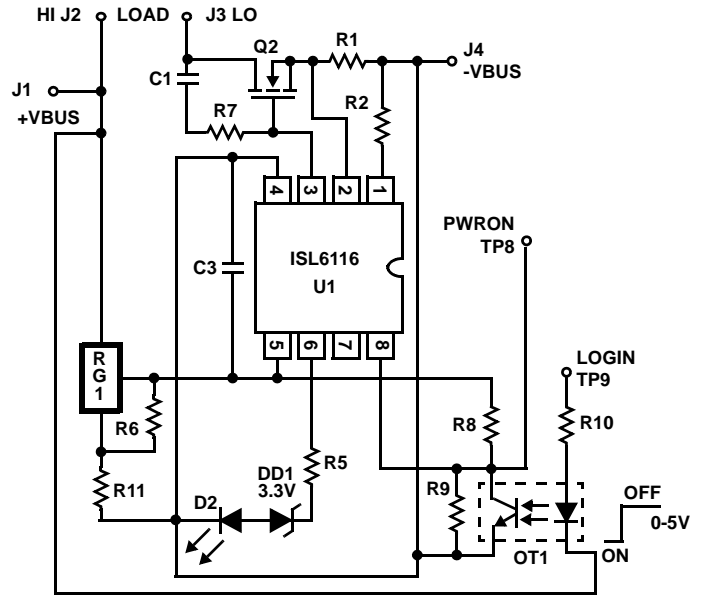 HI J2 LOAD J3 LO
J1
+VBUS
C1
Q2
R1
J4
-VBUS
R2
R7
4 3 2 1
ISL6116
U1
C3
PWRON
TP8
5 6 7 8
RG1
LOGIN
TP9
R6
R8
R10
R11
R5
DD1
3.3V
D2
R9
OFF
0-5V
ON
OT1